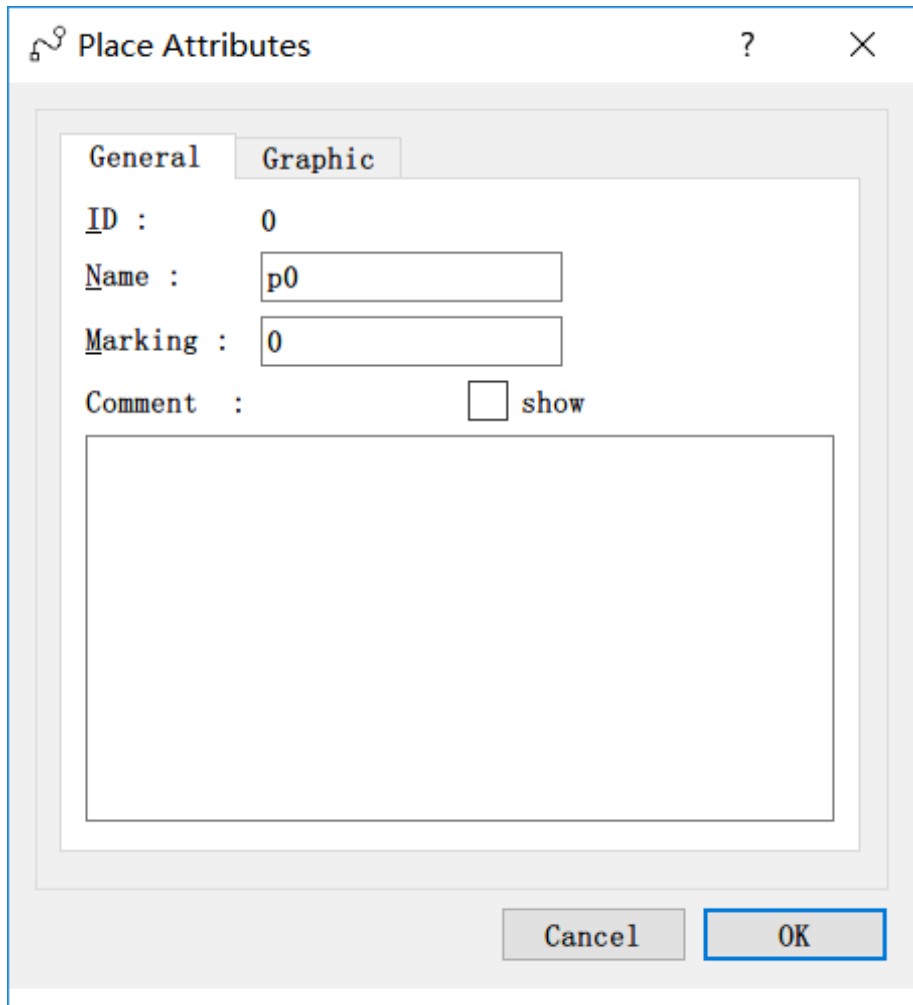 Place Attributes ?
General Graphic
ID : 0
Name : p0
Marking : 0
Comment : show
Cancel OK